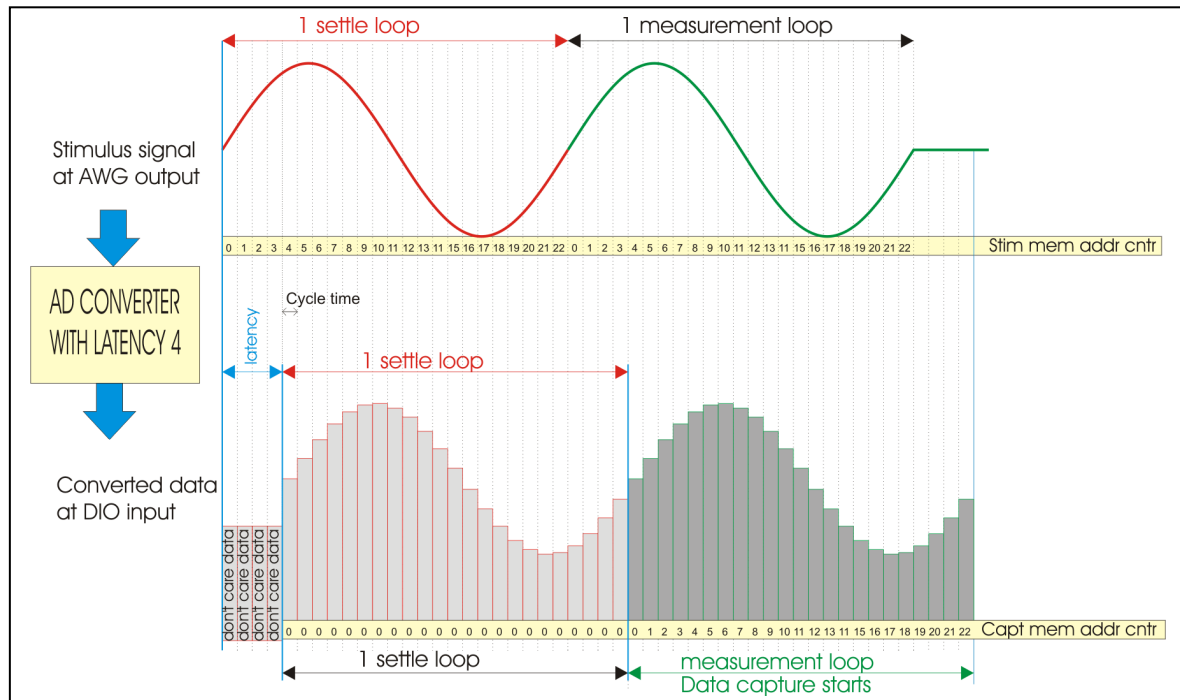 1 settle loop
1 measurement loop
Stimulus signal
at AWG output
0 1 2 3 4 5 6 7 8 9 10 11 12 13 11 15 16 17 18 19 20 21 22 0 1 2 3 4 5 6 7 8 9 10 11 12 13 11 15 16 17 18 19 20 21 22
Stim mem addr cntr
AD CONVERTER
WITH LATENCY 4
Cycle time
latency
1 settle loop
Converted data
at DIO input
dont care data
dont care data
dont care data
dont care data
0 0 0 0 0 0 0 0 0 0 0 0 0 0 0 0 0 0 0 0 0 0 0 0 1 2 3 4 5 6 7 8 9 10 11 12 13 11 15 16 17 18 19 20 21 22
Capt mem addr cntr
1 settle loop
measurement loop
Data capture starts